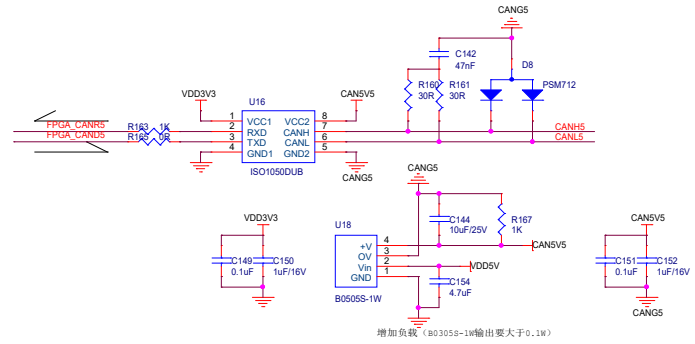 CANG5
C142
47nF
D8
PSM712
R160
30R
R161
30R
U16
VDD3V3
CAN5V5
1
VCC1
VCC2
8
FPGA_CANR5
R163
1K
2
RXD
CANH
7
CANH5
FPGA_CAND5
R165
0R
3
TXD
CANL
6
CANL5
4
GND1
GND2
5
ISO1050DUB
CANG5
CANG5
VDD3V3
C149
0.1uF
C150
1uF/16V
U18
C144
10uF/25V
R167
1K
+V
4
CAN5V5
OV
3
Vin
2
VDD5V
GND
1
B0505S-1W
C154
4.7uF
CAN5V5
C151
0.1uF
C152
1uF/16V
CANG5
增加负载（B0305S-1W输出要大于0.1W）